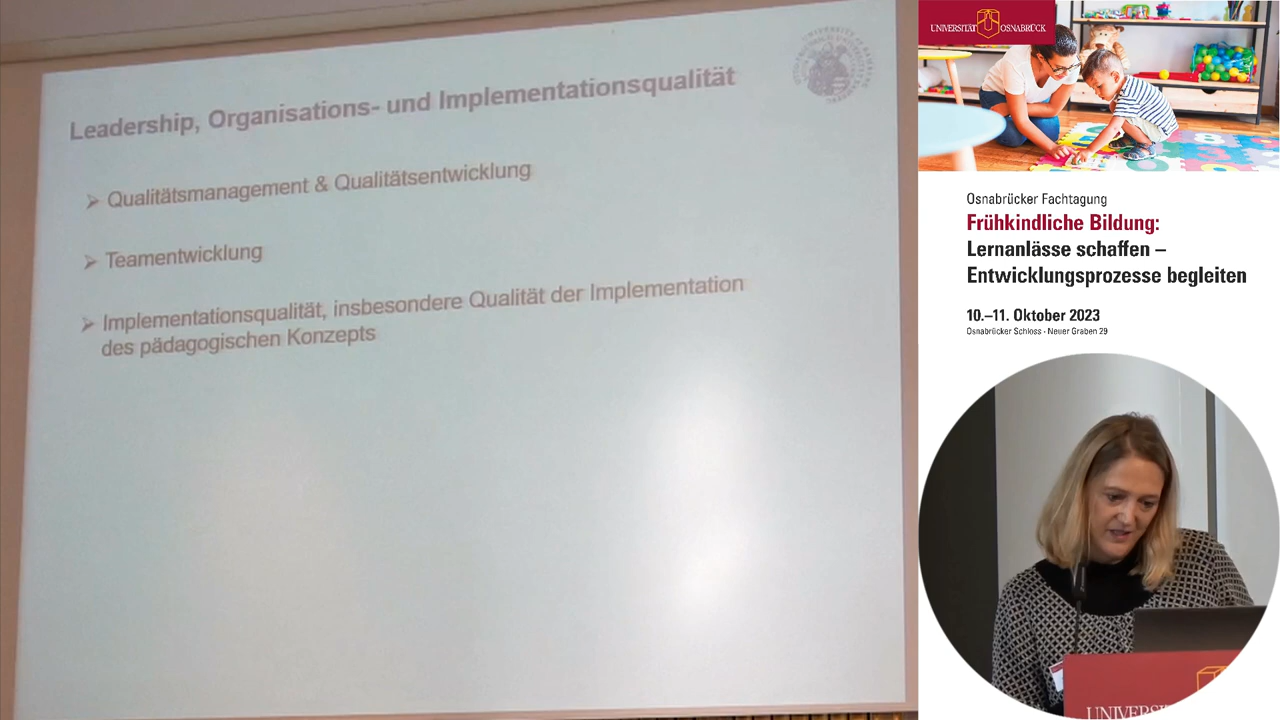 Leadership, Organisations- und Implementationsqualität
➢ Qualitätsmanagement & Qualitätsentwicklung
➢ Teamentwicklung
➢ Implementationsqualität, insbesondere Qualität der Implementation
des pädagogischen Konzepts
UNIVERSITÄT OSNABRÜCK
Osnabrücker Fachtagung
Frühkindliche Bildung:
Lernanlässe schaffen –
Entwicklungsprozesse begleiten
10.–11. Oktober 2023
Osnabrücker Schloss · Neuer Graben 29